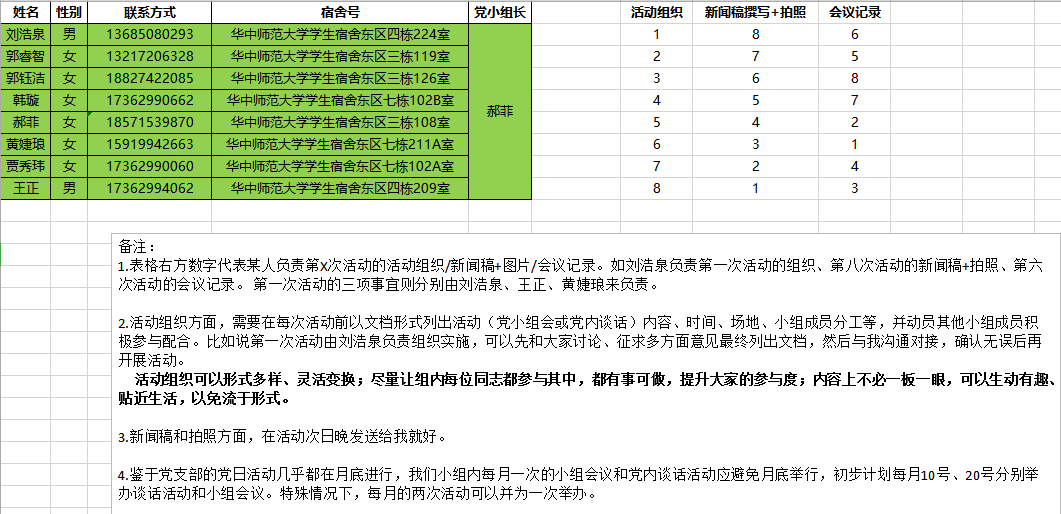 姓名 性别 联系方式 宿舍号 党小组长 活动组织 新闻稿撰写+拍照 会议记录
刘浩泉 男 13685080293 华中师范大学学生宿舍东区四栋224室 1 8 6
郭睿智 女 13217206328 华中师范大学学生宿舍东区三栋119室 2 7 5
郭钰洁 女 18827422085 华中师范大学学生宿舍东区三栋126室 3 6 8
韩璇 女 17362990662 华中师范大学学生宿舍东区七栋102B室 4 5 7
郝菲 女 18571539870 华中师范大学学生宿舍东区三栋108室 郝菲 5 4 2
黄婕琅 女 15919942663 华中师范大学学生宿舍东区七栋211A室 6 3 1
贾秀玮 女 17362990060 华中师范大学学生宿舍东区七栋102A室 7 2 4
王正 男 17362994062 华中师范大学学生宿舍东区四栋209室 8 1 3
备注：
1.表格右方数字代表某人负责第X次活动的活动组织/新闻稿+图片/会议记录。如刘浩泉负责第一次活动的组织、第八次活动的新闻稿+拍照、第六
次活动的会议记录。 第一次活动的三项事宜则分别由刘浩泉、王正、黄婕琅来负责。
2.活动组织方面，需要在每次活动前以文档形式列出活动（党小组会或党内谈话）内容、时间、场地、小组成员分工等，并动员其他小组成员积
极参与配合。比如说第一次活动由刘浩泉负责组织实施，可以先和大家讨论、征求多方面意见最终列出文档，然后与我沟通对接，确认无误后再
开展活动。
活动组织可以形式多样、灵活变换；尽量让组内每位同志都参与其中，都有事可做，提升大家的参与度；内容上不必一板一眼，可以生动有趣、
贴近生活，以免流于形式。
3.新闻稿和拍照方面，在活动次日晚发送给我就好。
4.鉴于党支部的党日活动几乎都在月底进行，我们小组内每月一次的小组会议和党内谈话活动应避免月底举行，初步计划每月10号、20号分别举
办谈话活动和小组会议。特殊情况下，每月的两次活动可以并为一次举办。